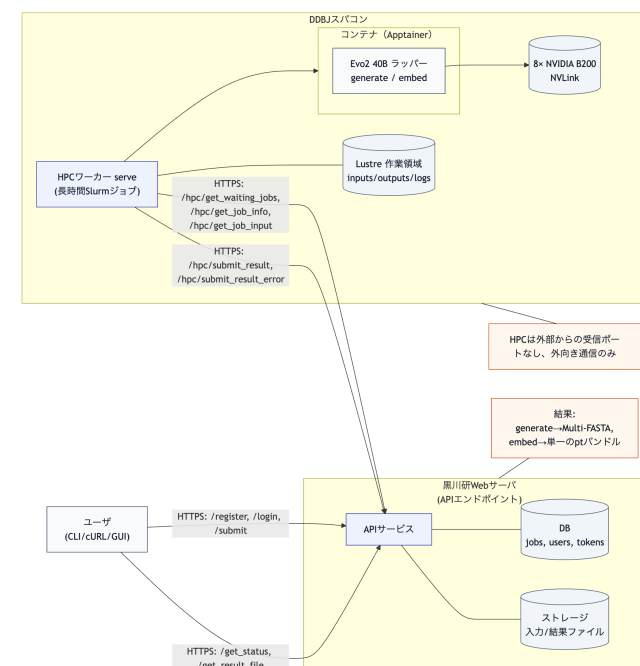 DDBJスパコン
コンテナ（Apptainer）
Evo2 40B ラッパー
generate / embed
8× NVIDIA B200
NVLink
HPCワーカー serve
(長時間Slurmジョブ)
Lustre 作業領域
inputs/outputs/logs
HTTPS:
/hpc/get_waiting_jobs,
/hpc/get_job_info,
/hpc/get_job_input
HTTPS:
/hpc/submit_result,
/hpc/submit_result_error
HPCは外部からの受信ポー
トなし、外向き通信のみ
結果:
generate→Multi-FASTA,
embed→単一のptバンドル
黒川研Webサーバ
(APIエンドポイント)
ユーザ
(CLI/cURL/GUI)
HTTPS: /register, /login,
/submit
APIサービス
DB
jobs, users, tokens
ストレージ
入力/結果ファイル
HTTPS: /get_status,
/get_result_file